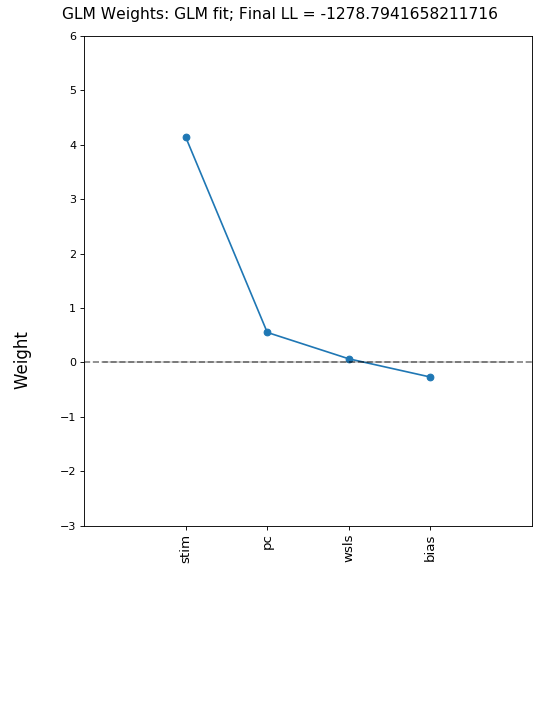 GLM Weights: GLM fit; Final LL = -1278.7941658211716
6
5
4
3
2
1
0
−1
−2
−3
Weight
stim
pc
wsls
bias